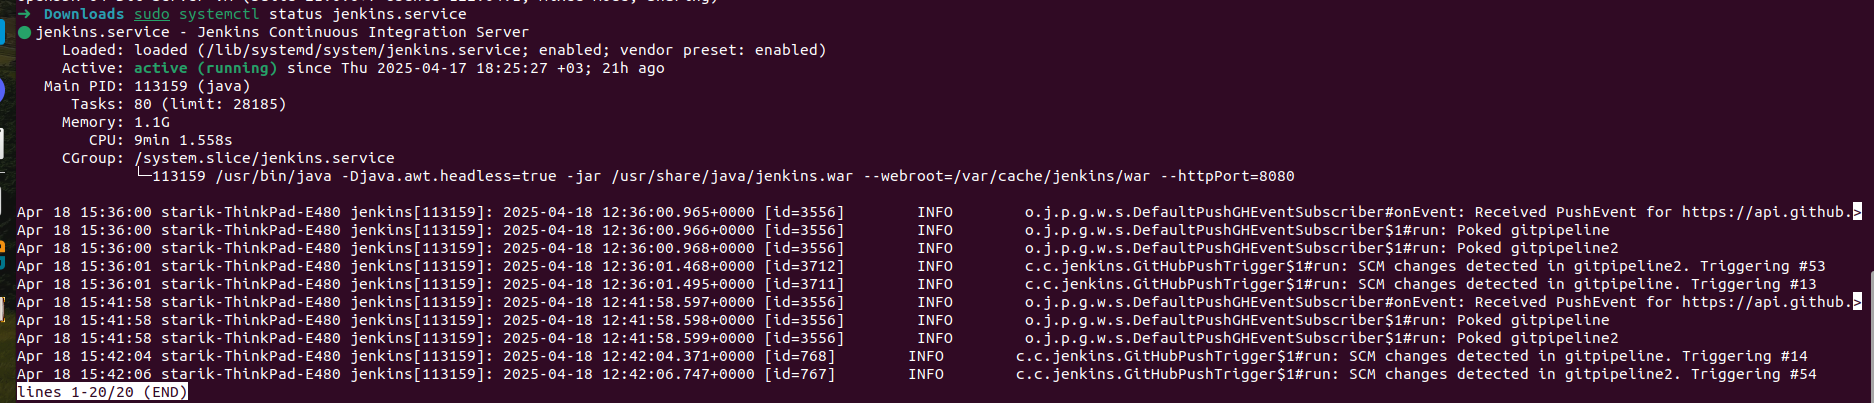 ➜ Downloads sudo systemctl status jenkins.service
● jenkins.service - Jenkins Continuous Integration Server
Loaded: loaded (/lib/systemd/system/jenkins.service; enabled; vendor preset: enabled)
Active: active (running) since Thu 2025-04-17 18:25:27 +03; 21h ago
Main PID: 113159 (java)
Tasks: 80 (limit: 28185)
Memory: 1.1G
CPU: 9min 1.558s
CGroup: /system.slice/jenkins.service
└─113159 /usr/bin/java -Djava.awt.headless=true -jar /usr/share/java/jenkins.war --webroot=/var/cache/jenkins/war --httpPort=8080
Apr 18 15:36:00 starik-ThinkPad-E480 jenkins[113159]: 2025-04-18 12:36:00.965+0000 [id=3556] INFO o.j.p.g.w.s.DefaultPushGHEventSubscriber#onEvent: Received PushEvent for https://api.github.>
Apr 18 15:36:00 starik-ThinkPad-E480 jenkins[113159]: 2025-04-18 12:36:00.966+0000 [id=3556] INFO o.j.p.g.w.s.DefaultPushGHEventSubscriber$1#run: Poked gitpipeline
Apr 18 15:36:00 starik-ThinkPad-E480 jenkins[113159]: 2025-04-18 12:36:00.968+0000 [id=3556] INFO o.j.p.g.w.s.DefaultPushGHEventSubscriber$1#run: Poked gitpipeline2
Apr 18 15:36:01 starik-ThinkPad-E480 jenkins[113159]: 2025-04-18 12:36:01.468+0000 [id=3712] INFO c.c.jenkins.GitHubPushTrigger$1#run: SCM changes detected in gitpipeline2. Triggering #53
Apr 18 15:36:01 starik-ThinkPad-E480 jenkins[113159]: 2025-04-18 12:36:01.495+0000 [id=3711] INFO c.c.jenkins.GitHubPushTrigger$1#run: SCM changes detected in gitpipeline. Triggering #13
Apr 18 15:41:58 starik-ThinkPad-E480 jenkins[113159]: 2025-04-18 12:41:58.597+0000 [id=3556] INFO o.j.p.g.w.s.DefaultPushGHEventSubscriber#onEvent: Received PushEvent for https://api.github.>
Apr 18 15:41:58 starik-ThinkPad-E480 jenkins[113159]: 2025-04-18 12:41:58.598+0000 [id=3556] INFO o.j.p.g.w.s.DefaultPushGHEventSubscriber$1#run: Poked gitpipeline
Apr 18 15:41:58 starik-ThinkPad-E480 jenkins[113159]: 2025-04-18 12:41:58.599+0000 [id=3556] INFO o.j.p.g.w.s.DefaultPushGHEventSubscriber$1#run: Poked gitpipeline2
Apr 18 15:42:04 starik-ThinkPad-E480 jenkins[113159]: 2025-04-18 12:42:04.371+0000 [id=768] INFO c.c.jenkins.GitHubPushTrigger$1#run: SCM changes detected in gitpipeline. Triggering #14
Apr 18 15:42:06 starik-ThinkPad-E480 jenkins[113159]: 2025-04-18 12:42:06.747+0000 [id=767] INFO c.c.jenkins.GitHubPushTrigger$1#run: SCM changes detected in gitpipeline2. Triggering #54
lines 1-20/20 (END)